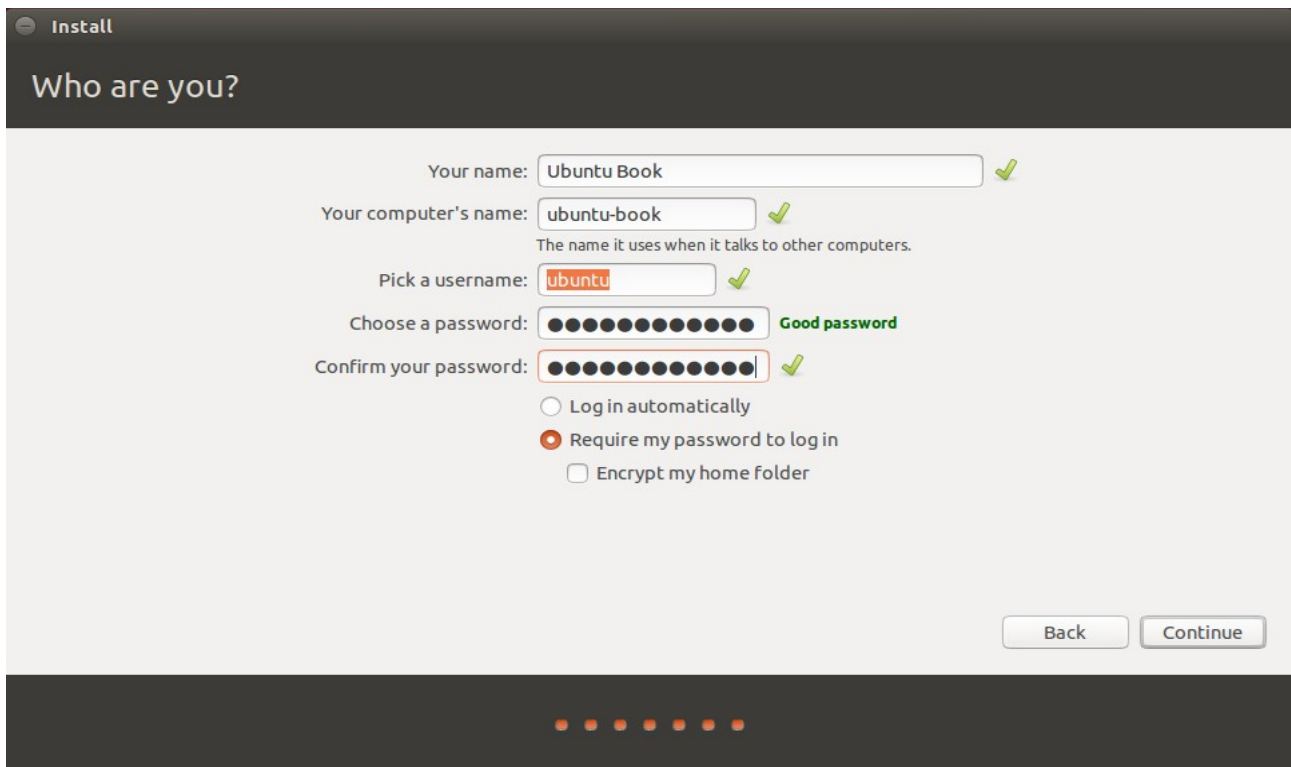 Install
Who are you?
Your name: Ubuntu Book
Your computer's name: ubuntu-book
The name it uses when it talks to other computers.
Pick a username: ubuntu
Choose a password: ●●●●●●●●●●●● Good password
Confirm your password: ●●●●●●●●●●●●
Log in automatically
Require my password to log in
Encrypt my home folder
Back Continue